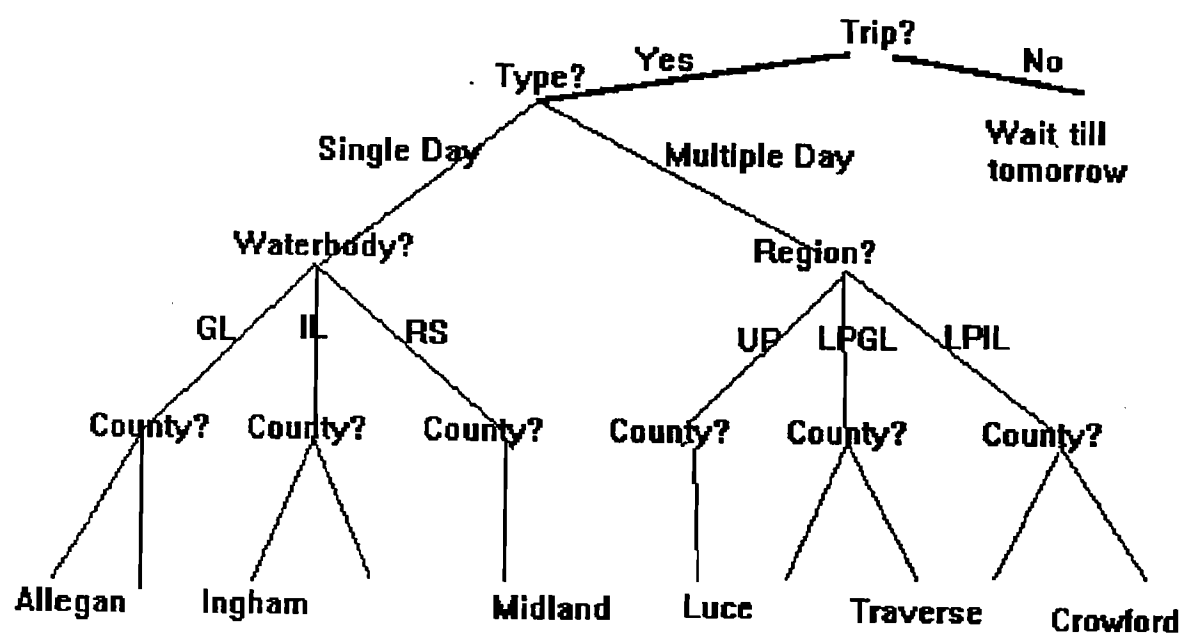 Trip?
Yes
No
Type?
Wait till
tomorrow
Single Day
Multiple Day
Waterbody?
Region?
GL
IL
RS
UP
LPGL
LPIL
County?
County?
County?
County?
County?
County?
Allegan
Ingham
Midland
Luce
Traverse
Crowford